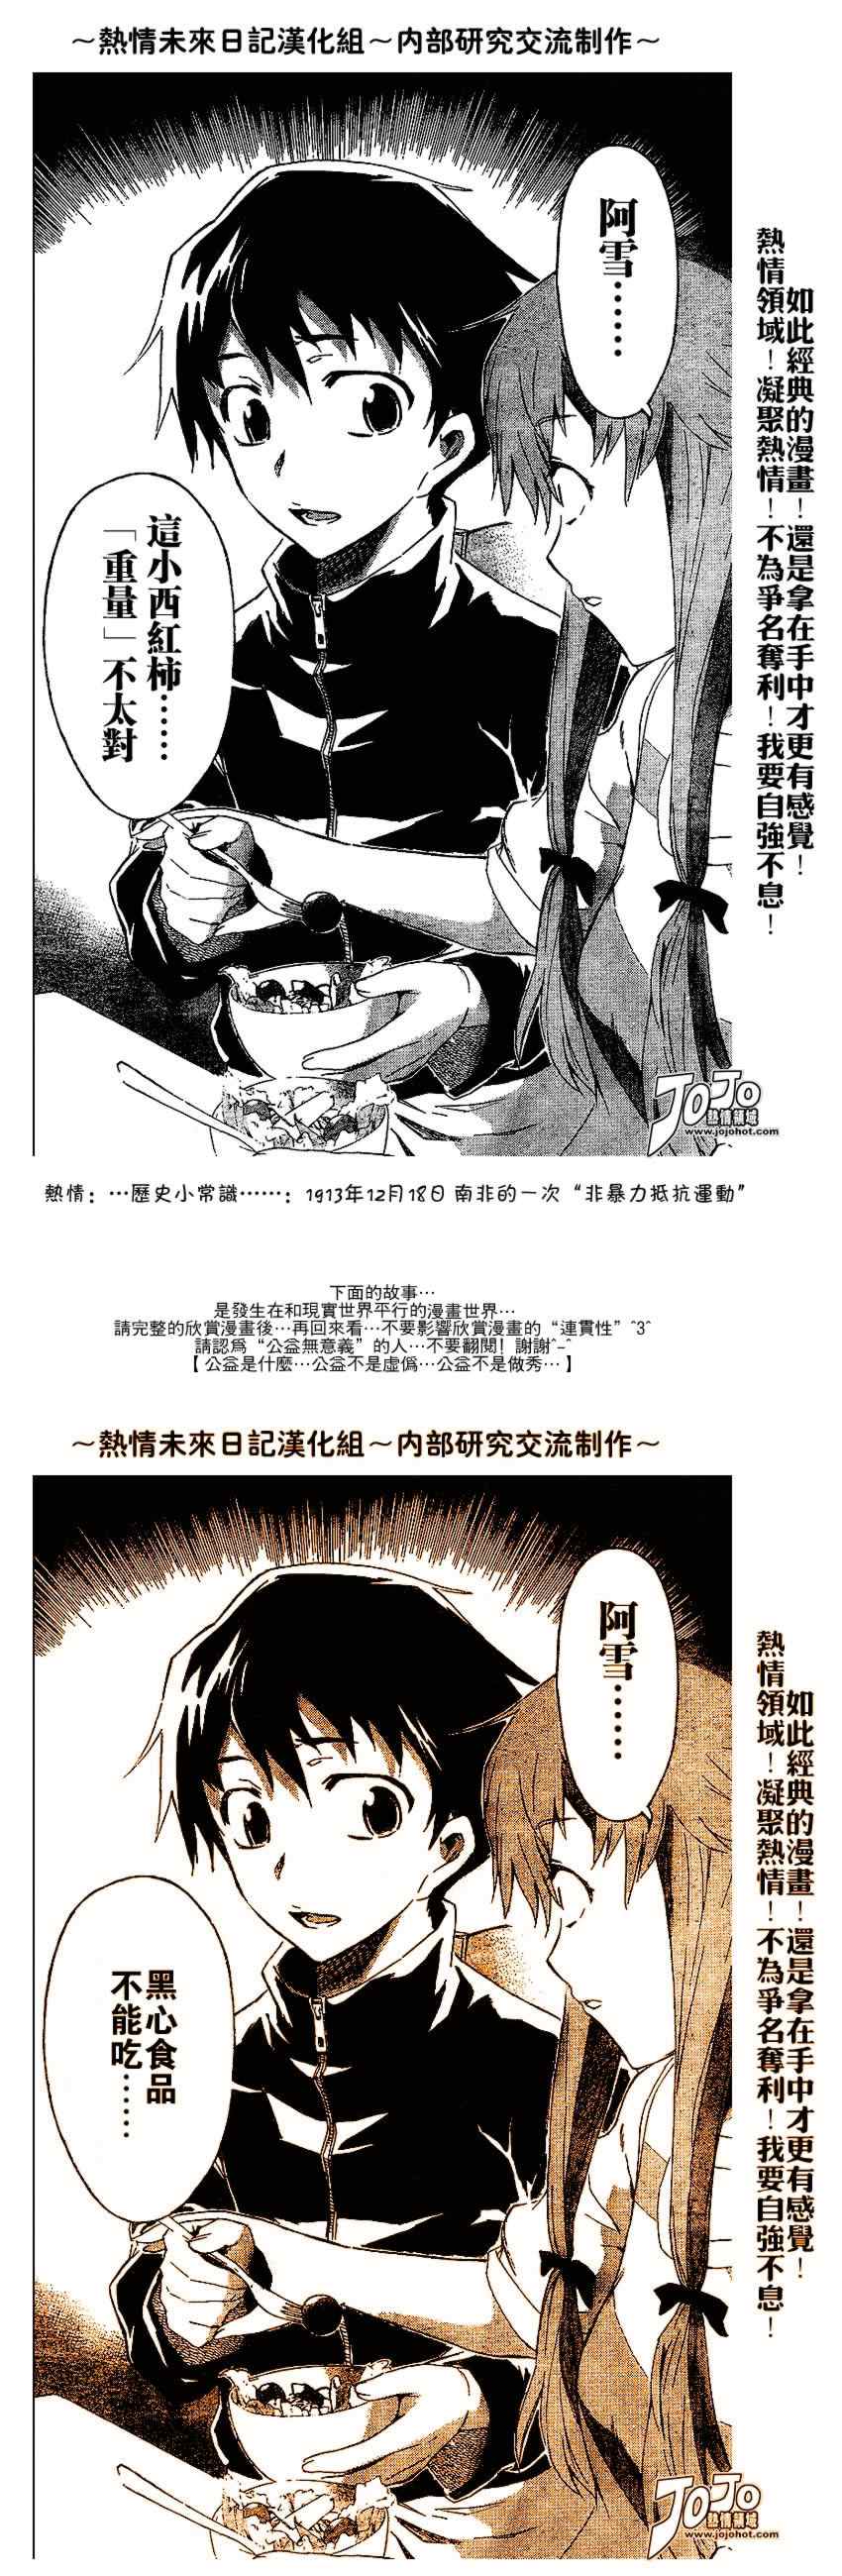 ～熱情未來日記漢化組～内部研究交流制作～
阿雪……
這小西紅柿……
「重量」不太對
如此經典的漫畫！還是拿在手中才更有感覺！
熱情領域！凝聚熱情！不為爭名奪利！我要自強不息！
JOJO
熱情領域
www.jojohot.com
熱情：…歷史小常識……：1913年12月18日 南非的一次“非暴力抵抗運動”
下面的故事…
是發生在和現實世界平行的漫畫世界…
請完整的欣賞漫畫後…再回來看…不要影響欣賞漫畫的“連貫性”^3^
請認爲“公益無意義”的人…不要翻閱！謝謝^-^
【公益是什麼…公益不是虛僞…公益不是做秀…】
～熱情未來日記漢化組～内部研究交流制作～
阿雪……
黑心食品
不能吃……
如此經典的漫畫！還是拿在手中才更有感覺！
熱情領域！凝聚熱情！不為爭名奪利！我要自強不息！
JOJO
熱情領域
www.jojohot.com